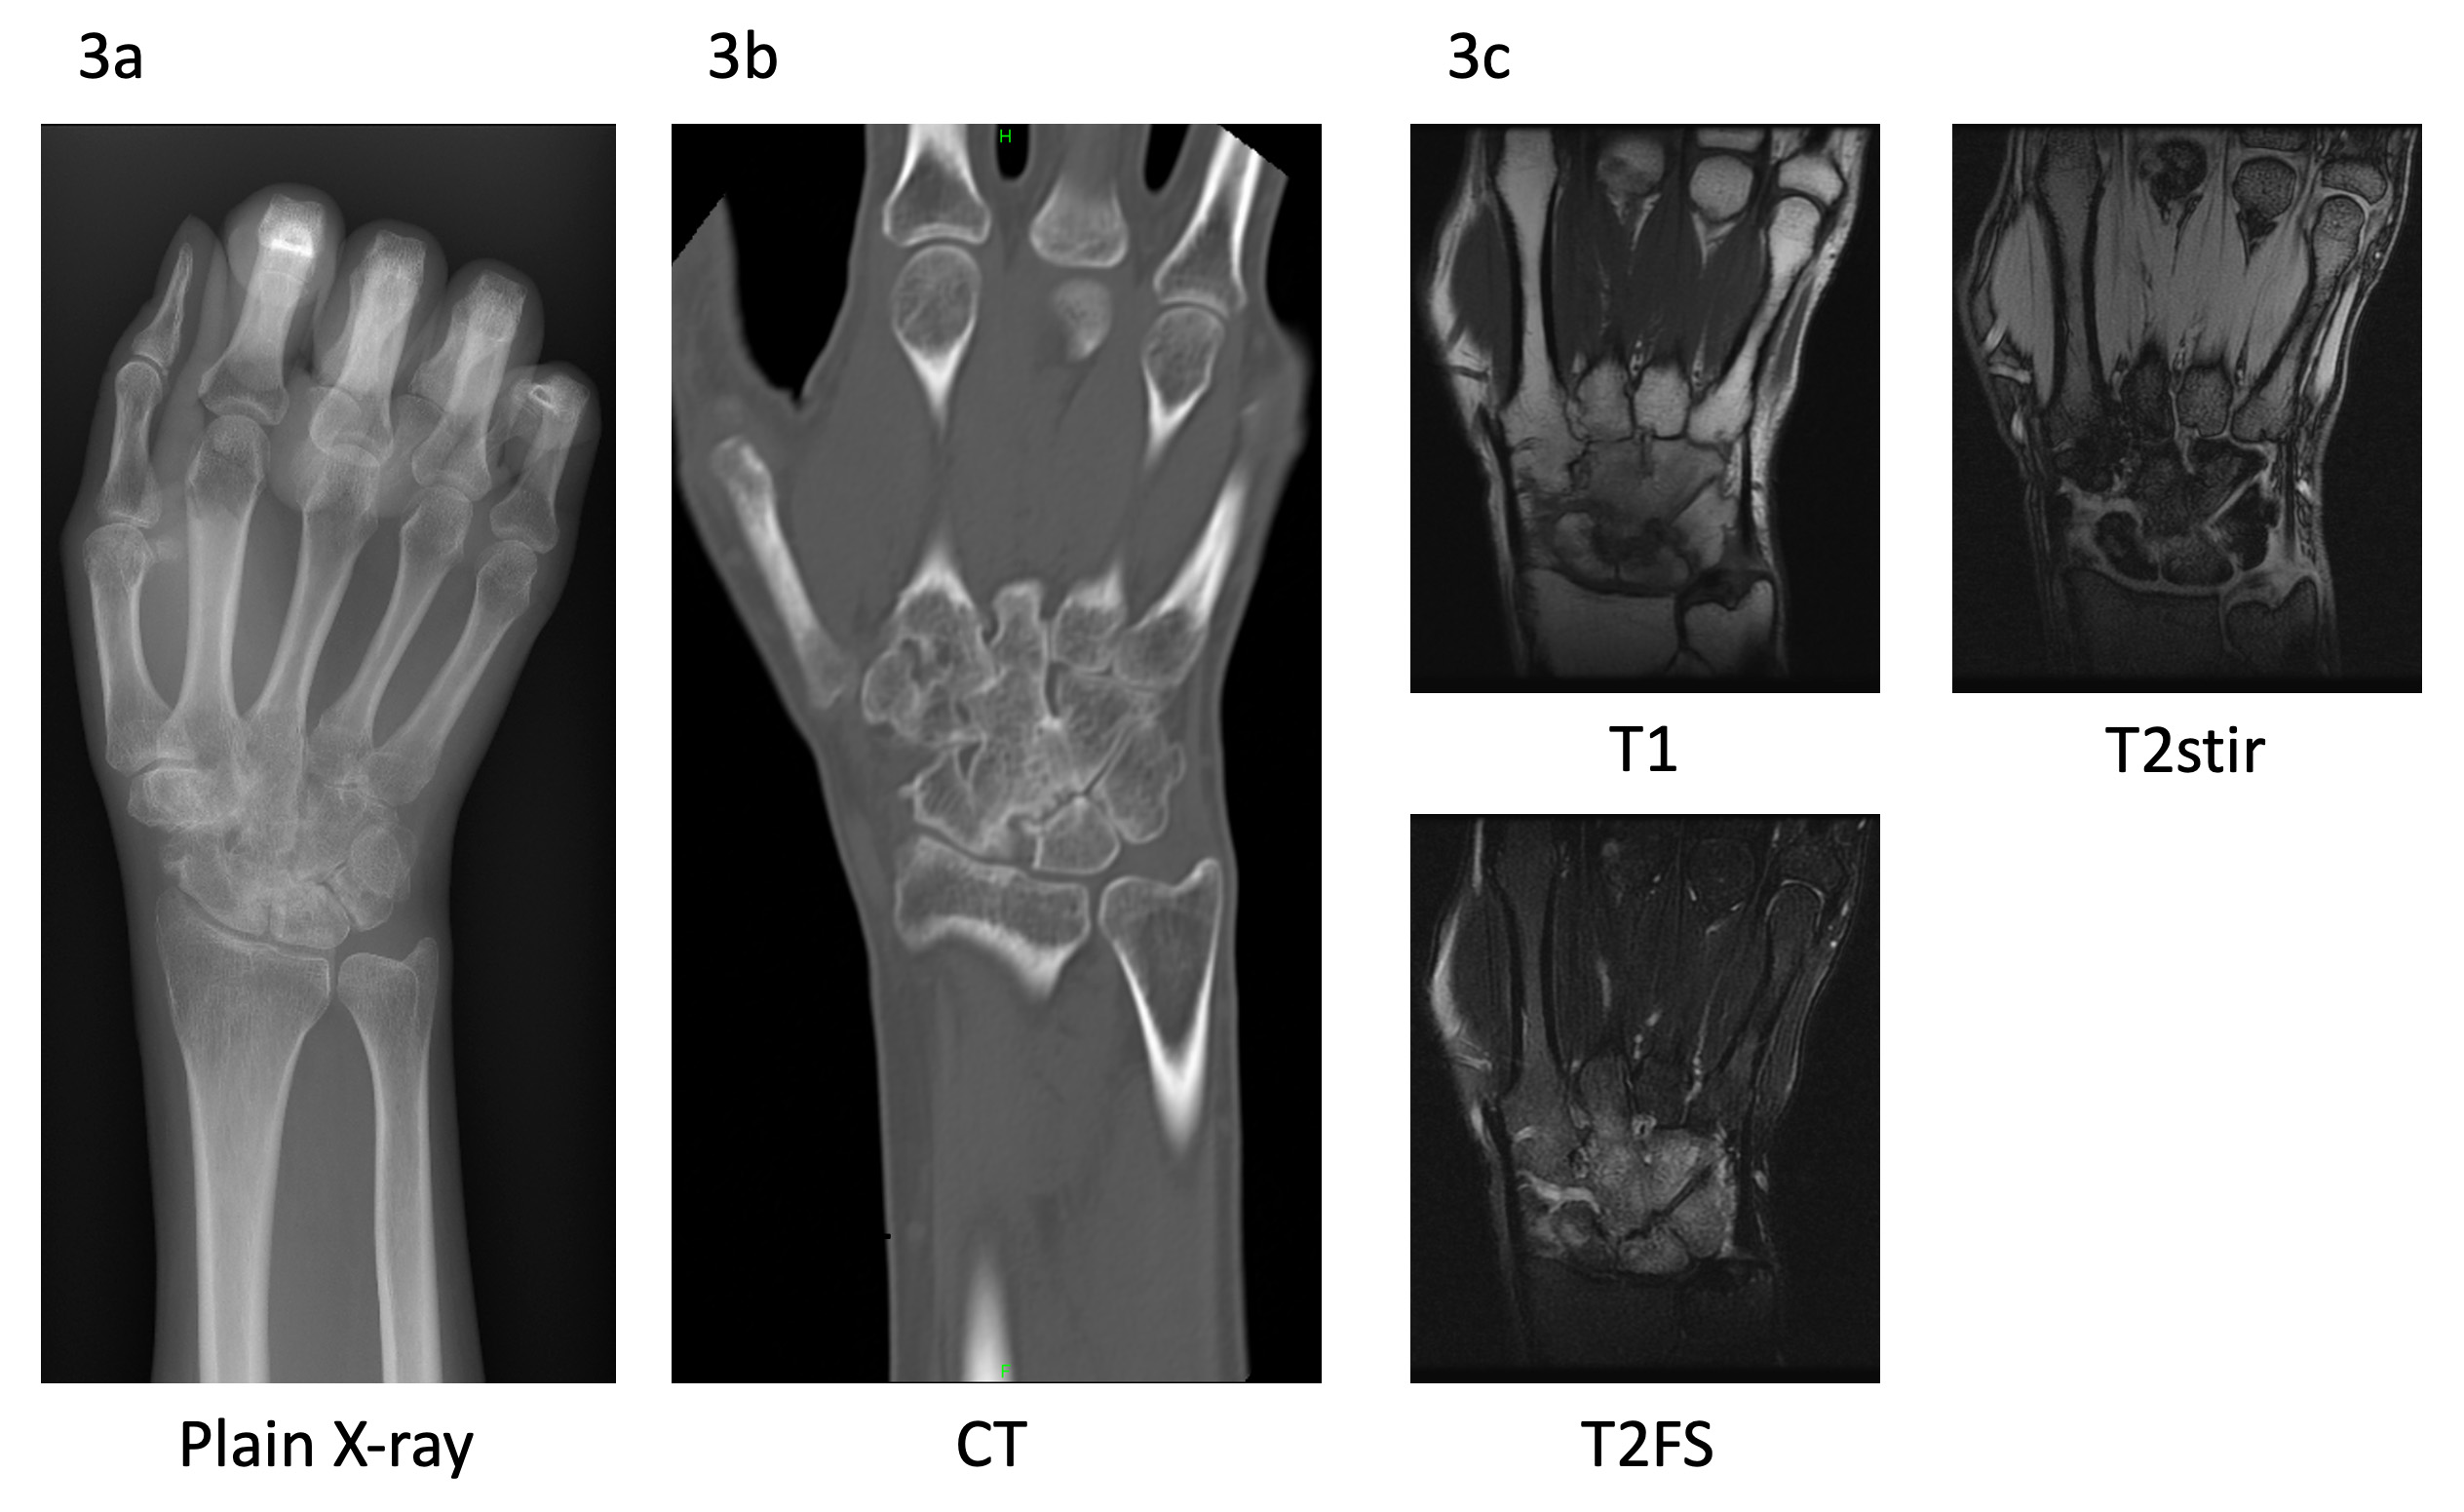 3a
3b
3c
H
F
T1
T2stir
Plain X-ray
CT
T2FS